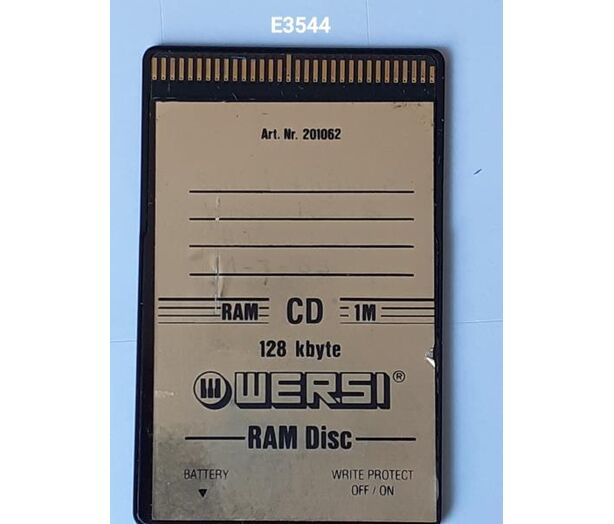 E3544
Art. Nr. 201062
RAM CD 1M
128 kbyte
WERSI®
RAM Disc
BATTERY WRITE PROTECT
▼ OFF / ON